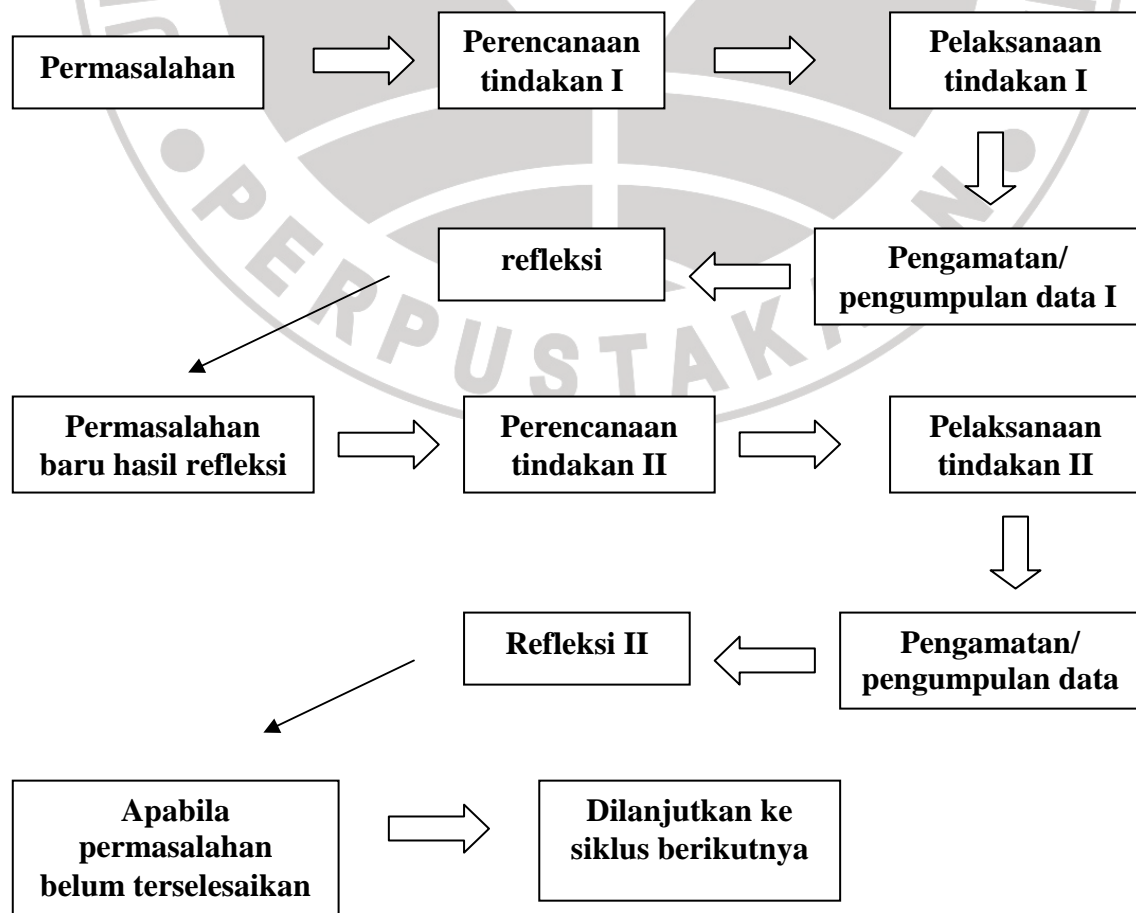 Permasalahan
Perencanaan
tindakan I
Pelaksanaan
tindakan I
refleksi
Pengamatan/
pengumpulan data I
Permasalahan
baru hasil refleksi
Perencanaan
tindakan II
Pelaksanaan
tindakan II
Refleksi II
Pengamatan/
pengumpulan data
Apabila
permasalahan
belum terselesaikan
Dilanjutkan ke
siklus berikutnya
PERPUSTAKAAN